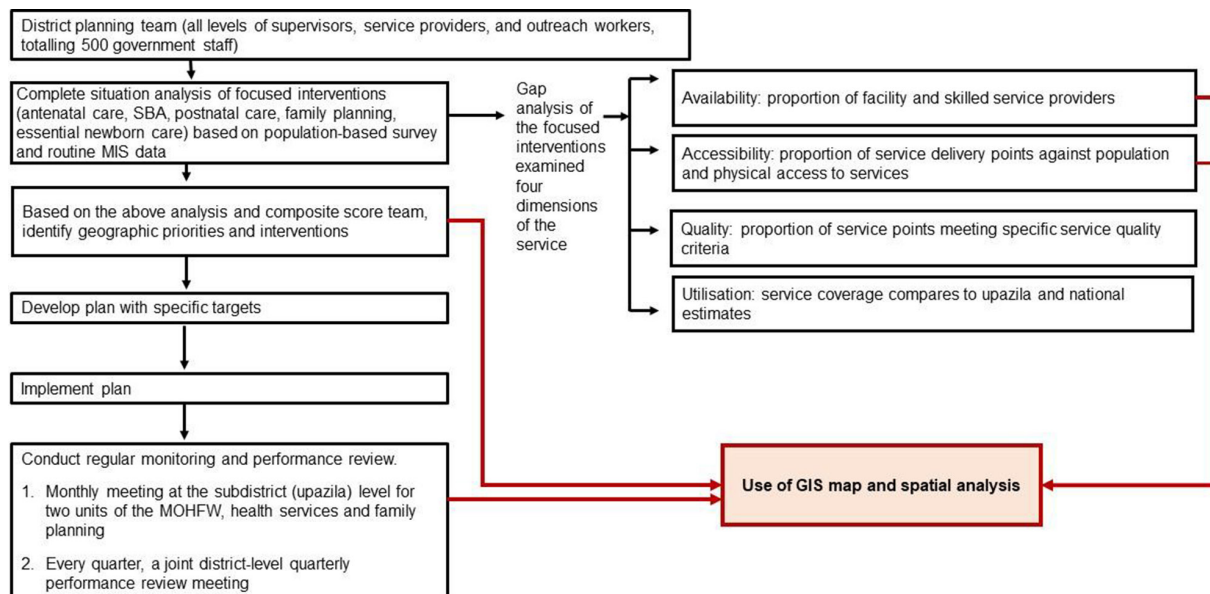 District planning team (all levels of supervisors, service providers, and outreach workers,
totalling 500 government staff)
Complete situation analysis of focused interventions
(antenatal care, SBA, postnatal care, family planning,
essential newborn care) based on population-based survey
and routine MIS data
Based on the above analysis and composite score team,
identify geographic priorities and interventions
Develop plan with specific targets
Implement plan
Conduct regular monitoring and performance review.
1. Monthly meeting at the subdistrict (upazila) level for
two units of the MOHFW, health services and family
planning
2. Every quarter, a joint district-level quarterly
performance review meeting
Gap
analysis of
the focused
interventions
examined
four
dimensions
of the
service
Availability: proportion of facility and skilled service providers
Accessibility: proportion of service delivery points against population
and physical access to services
Quality: proportion of service points meeting specific service quality
criteria
Utilisation: service coverage compares to upazila and national
estimates
Use of GIS map and spatial analysis